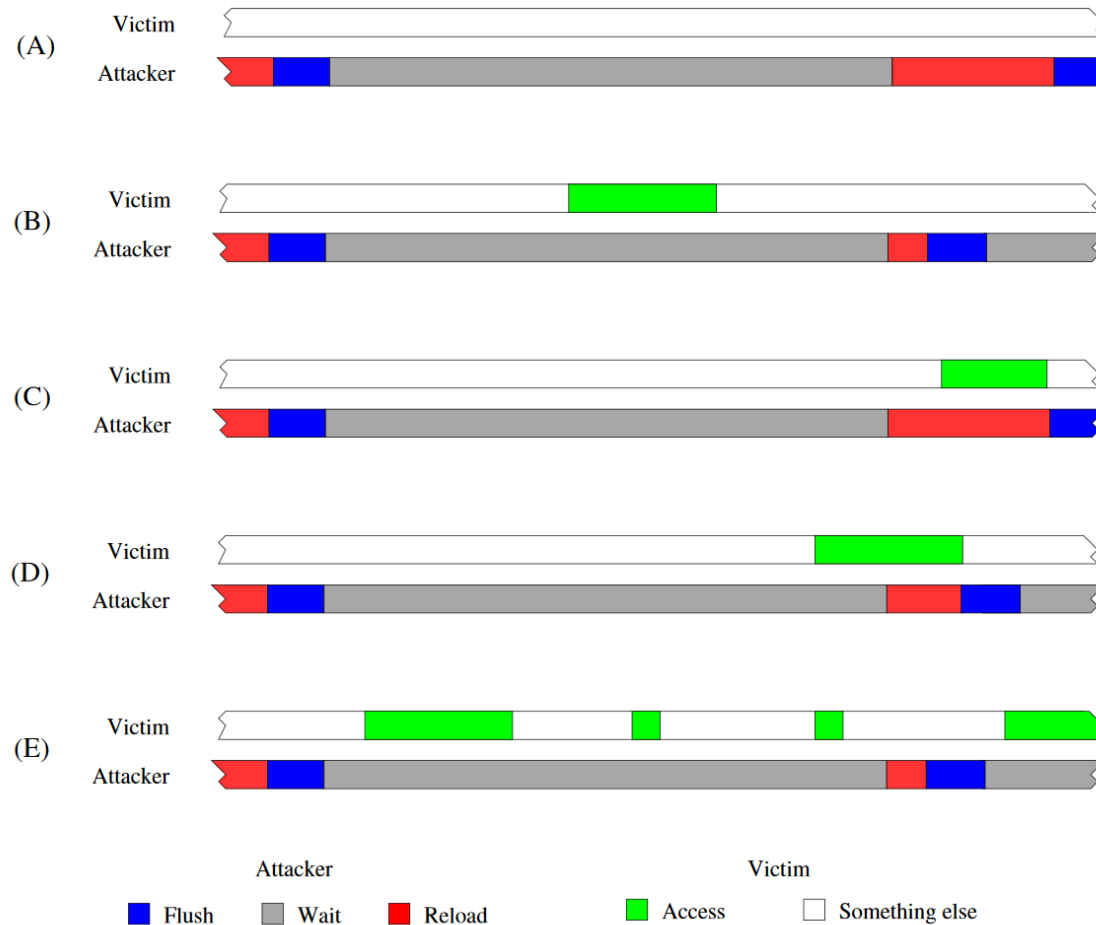 Victim
(A)
Attacker
Victim
(B)
Attacker
Victim
(C)
Attacker
Victim
(D)
Attacker
Victim
(E)
Attacker
Attacker Victim
Flush Wait Reload Access Something else